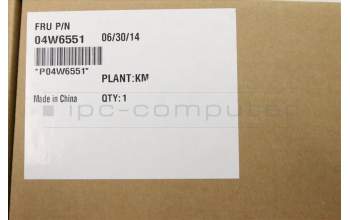 FRU P/N
04W6551 06/30/14
"P04W6551"
PLANT:KM
Made in China QTY:1
ipc-computer